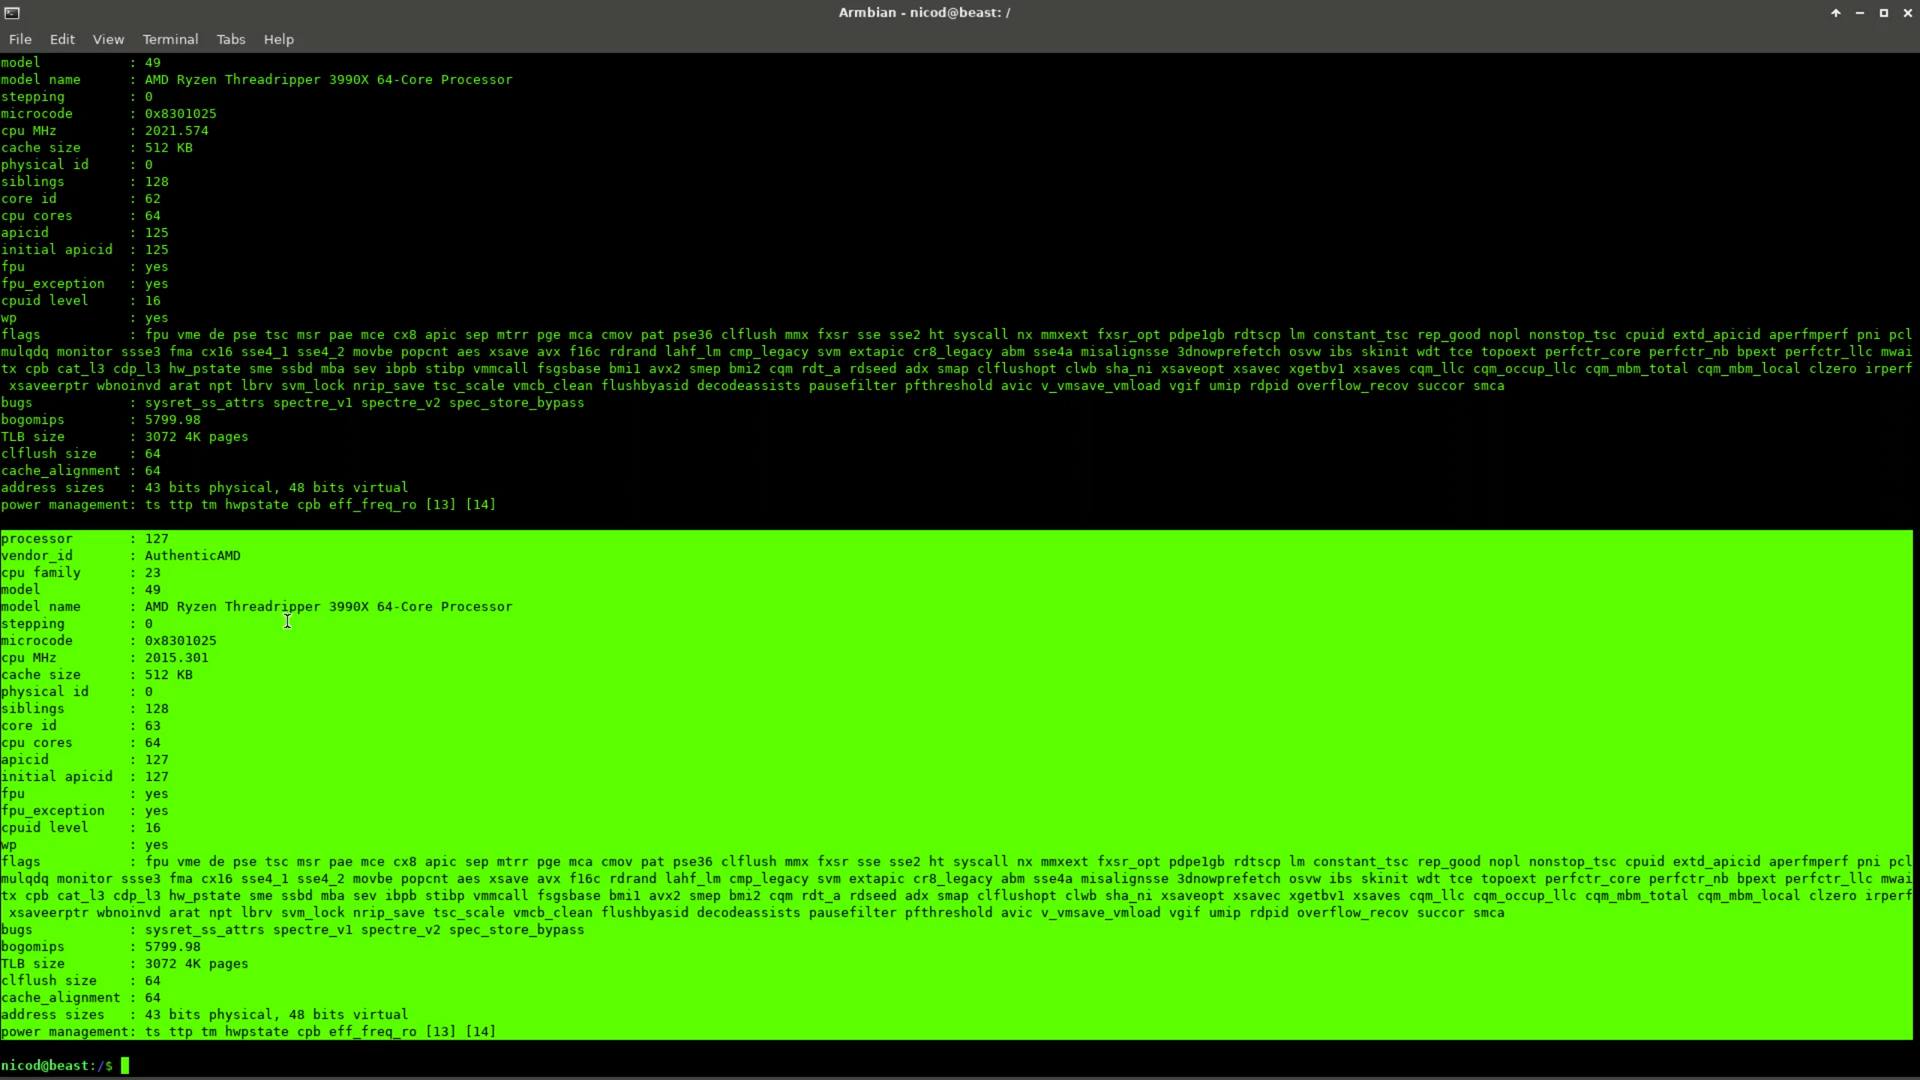 Armbian - nicod@beast: /
File Edit View Terminal Tabs Help
model : 49
model name : AMD Ryzen Threadripper 3990X 64-Core Processor
stepping : 0
microcode : 0x8301025
cpu MHz : 2021.574
cache size : 512 KB
physical id : 0
siblings : 128
core id : 62
cpu cores : 64
apicid : 125
initial apicid : 125
fpu : yes
fpu_exception : yes
cpuid level : 16
wp : yes
flags : fpu vme de pse tsc msr pae mce cx8 apic sep mtrr pge mca cmov pat pse36 clflush mmx fxsr sse sse2 ht syscall nx mmxext fxsr_opt pdpe1gb rdtscp lm constant_tsc rep_good nopl nonstop_tsc cpuid extd_apicid aperfmperf pni pcl
mulqdq monitor ssse3 fma cx16 sse4_1 sse4_2 movbe popcnt aes xsave avx f16c rdrand lahf_lm cmp_legacy svm extapic cr8_legacy abm sse4a misalignsse 3dnowprefetch osvw ibs skinit wdt tce topoext perfctr_core perfctr_nb bpext perfctr_llc mwai
tx cpb cat_l3 cdp_l3 hw_pstate sme ssbd mba sev ibpb stibp vmmcall fsgsbase bmi1 avx2 smep bmi2 cqm rdt_a rdseed adx smap clflushopt clwb sha_ni xsaveopt xsavec xgetbv1 xsaves cqm_llc cqm_occup_llc cqm_mbm_total cqm_mbm_local clzero irperf
xsaveerptr wbnoinvd arat npt lbrv svm_lock nrip_save tsc_scale vmcb_clean flushbyasid decodeassists pausefilter pfthreshold avic v_vmsave_vmload vgif umip rdpid overflow_recov succor smca
bugs : sysret_ss_attrs spectre_v1 spectre_v2 spec_store_bypass
bogomips : 5799.98
TLB size : 3072 4K pages
clflush size : 64
cache_alignment : 64
address sizes : 43 bits physical, 48 bits virtual
power management: ts ttp tm hwpstate cpb eff_freq_ro [13] [14]
processor : 127
vendor_id : AuthenticAMD
cpu family : 23
model : 49
model name : AMD Ryzen Threadripper 3990X 64-Core Processor
stepping : 0
microcode : 0x8301025
cpu MHz : 2015.301
cache size : 512 KB
physical id : 0
siblings : 128
core id : 63
cpu cores : 64
apicid : 127
initial apicid : 127
fpu : yes
fpu_exception : yes
cpuid level : 16
wp : yes
flags : fpu vme de pse tsc msr pae mce cx8 apic sep mtrr pge mca cmov pat pse36 clflush mmx fxsr sse sse2 ht syscall nx mmxext fxsr_opt pdpe1gb rdtscp lm constant_tsc rep_good nopl nonstop_tsc cpuid extd_apicid aperfmperf pni pcl
mulqdq monitor ssse3 fma cx16 sse4_1 sse4_2 movbe popcnt aes xsave avx f16c rdrand lahf_lm cmp_legacy svm extapic cr8_legacy abm sse4a misalignsse 3dnowprefetch osvw ibs skinit wdt tce topoext perfctr_core perfctr_nb bpext perfctr_llc mwai
tx cpb cat_l3 cdp_l3 hw_pstate sme ssbd mba sev ibpb stibp vmmcall fsgsbase bmi1 avx2 smep bmi2 cqm rdt_a rdseed adx smap clflushopt clwb sha_ni xsaveopt xsavec xgetbv1 xsaves cqm_llc cqm_occup_llc cqm_mbm_total cqm_mbm_local clzero irperf
xsaveerptr wbnoinvd arat npt lbrv svm_lock nrip_save tsc_scale vmcb_clean flushbyasid decodeassists pausefilter pfthreshold avic v_vmsave_vmload vgif umip rdpid overflow_recov succor smca
bugs : sysret_ss_attrs spectre_v1 spectre_v2 spec_store_bypass
bogomips : 5799.98
TLB size : 3072 4K pages
clflush size : 64
cache_alignment : 64
address sizes : 43 bits physical, 48 bits virtual
power management: ts ttp tm hwpstate cpb eff_freq_ro [13] [14]
nicod@beast:/$